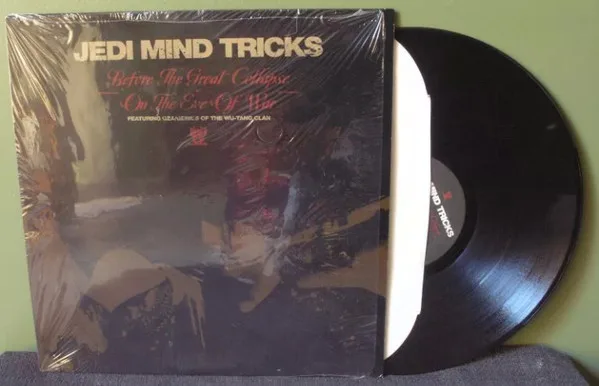 JEDI MIND TRICKS
Before The Great Collapse
On The Eve Of War
FEATURING GZA/GENIUS OF THE WU-TANG CLAN
MIND TRICKS